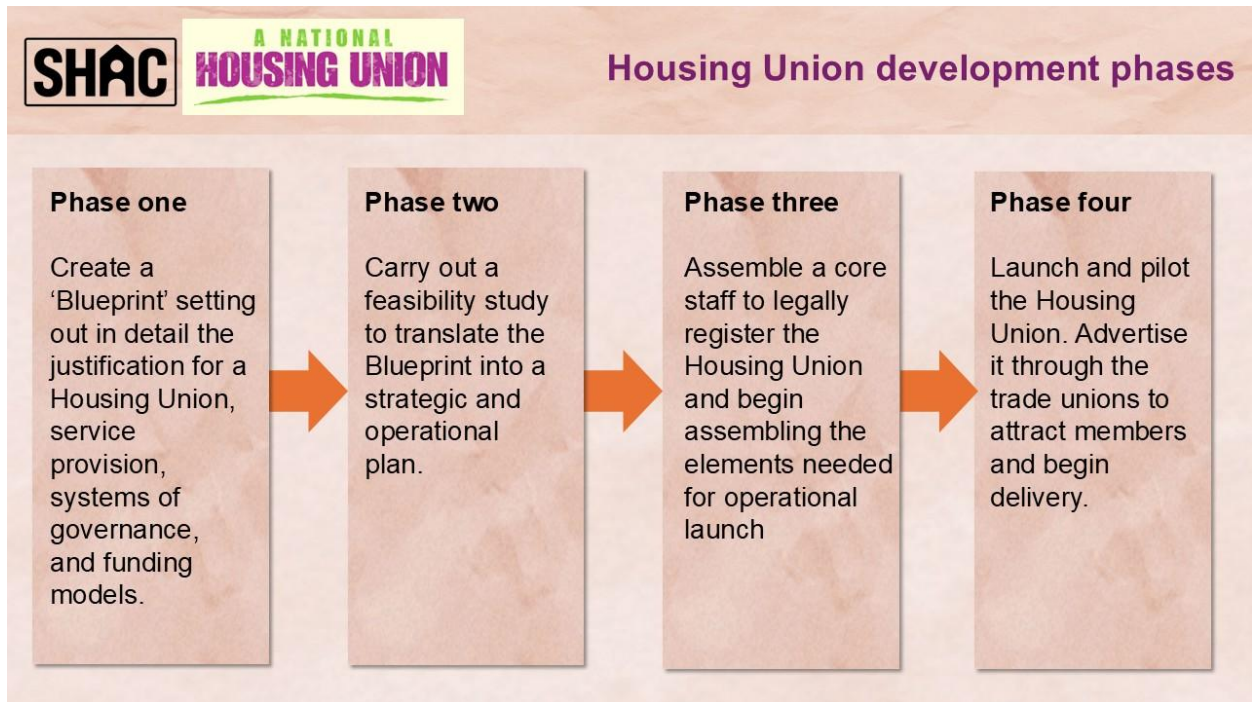 SHAC
A NATIONAL
HOUSING UNION
Housing Union development phases
Phase one
Create a
‘Blueprint’ setting
out in detail the
justification for a
Housing Union,
service
provision,
systems of
governance,
and funding
models.
Phase two
Carry out a
feasibility study
to translate the
Blueprint into a
strategic and
operational
plan.
Phase three
Assemble a core
staff to legally
register the
Housing Union
and begin
assembling the
elements needed
for operational
launch
Phase four
Launch and pilot
the Housing
Union. Advertise
it through the
trade unions to
attract members
and begin
delivery.